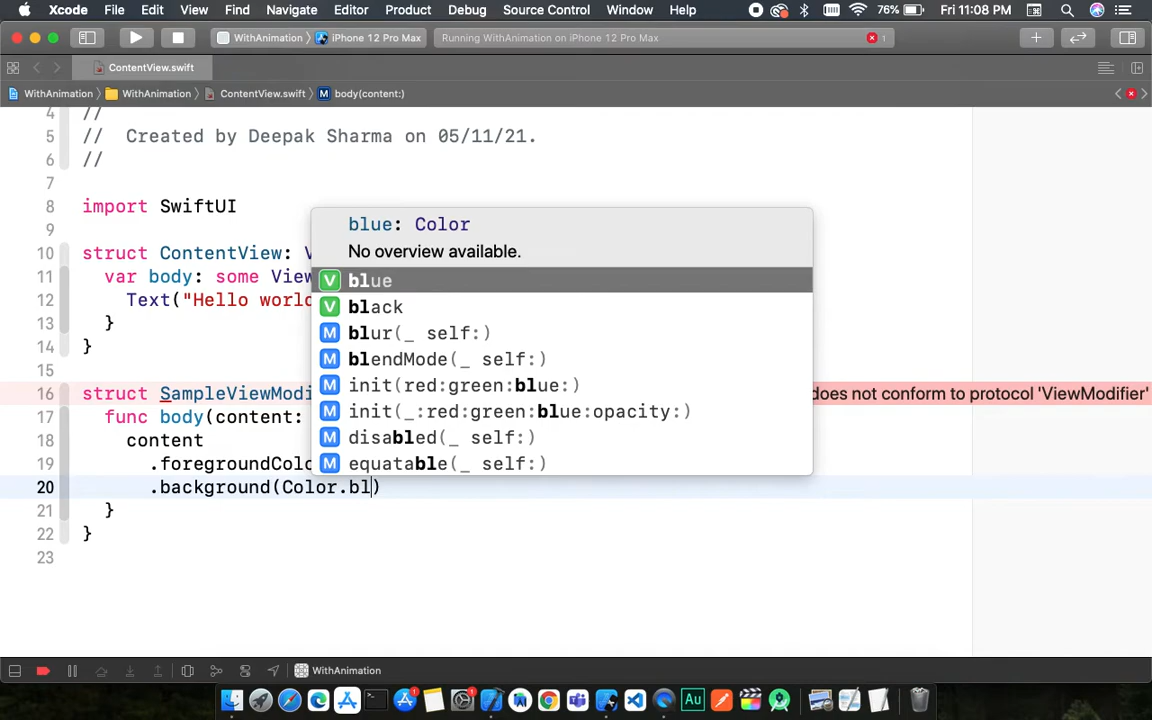 Xcode File Edit View Find Navigate Editor Product Debug Source Control Window Help 76% Fri 11:08 PM
WithAnimation iPhone 12 Pro Max Running WithAnimation on iPhone 12 Pro Max 1
ContentView.swift
WithAnimation WithAnimation ContentView.swift M body(content:)
4 //
5 // Created by Deepak Sharma on 05/11/21.
6 //
7
8 import SwiftUI
9
10 struct ContentView: V
11 var body: some View
12 Text("Hello world
13 }
14 }
15
16 struct SampleViewModi does not conform to protocol 'ViewModifier'
17 func body(content:
18 content
19 .foregroundColo
20 .background(Color.bl)
21 }
22 }
23
blue: Color
No overview available.
V blue
V black
M blur(_ self:)
M blendMode(_ self:)
M init(red:green:blue:)
M init(_:red:green:blue:opacity:)
M disabled(_ self:)
M equatable(_ self:)
WithAnimation
Au